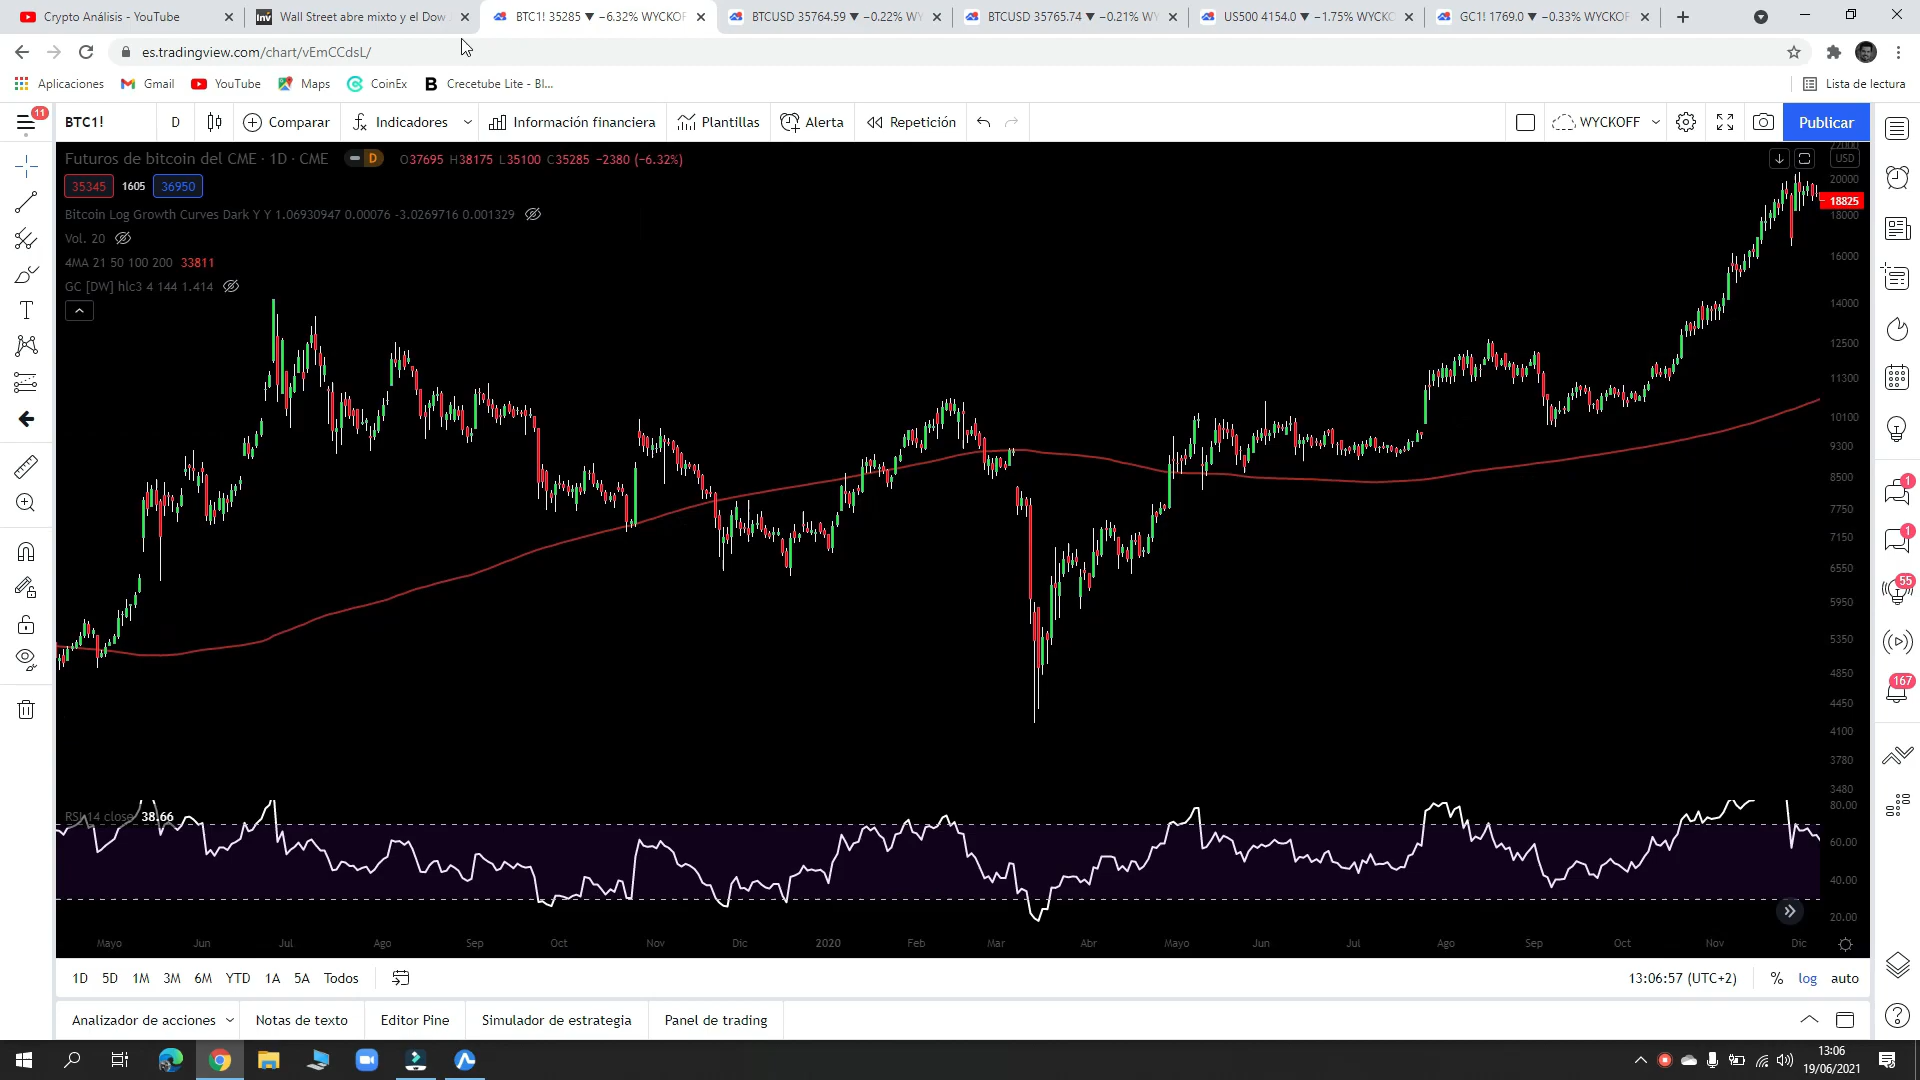 Crypto Análisis - YouTube
Wall Street abre mixto y el Dow
BTC1! 35285 ▼ −6.32% WYCKOF
BTCUSD 35764.59 ▼ −0.22% WY
BTCUSD 35765.74 ▼ −0.21% WY
US500 4154.0 ▼ −1.75% WYCKO
GC1! 1769.0 ▼ −0.33% WYCKOF
es.tradingview.com/chart/vEmCCdsL/
Aplicaciones
Gmail
YouTube
Maps
CoinEx
Crecetube Lite - Bl...
Lista de lectura
11
BTC1!
D
Comparar
Indicadores
Información financiera
Plantillas
Alerta
Repetición
WYCKOFF
Publicar
Futuros de bitcoin del CME · 1D · CME
D
O37695 H38175 L35100 C35285 −2380 (−6.32%)
35345 1605 36950
Bitcoin Log Growth Curves Dark Y Y 1.06930947 0.00076 -3.0269716 0.001329
Vol. 20
4MA 21 50 100 200 33811
GC [DW] hlc3 4 144 1.414
22000
USD
20000
18825
18000
16000
14000
12500
11300
10100
9300
8500
7750
7150
6550
5950
5350
4850
4450
4100
3780
3480
RSI 14 close 38.66
80.00
60.00
40.00
20.00
Mayo Jun Jul Ago Sep Oct Nov Dic 2020 Feb Mar Abr Mayo Jun Jul Ago Sep Oct Nov Dic
1D 5D 1M 3M 6M YTD 1A 5A Todos
13:06:57 (UTC+2)
% log auto
Analizador de acciones
Notas de texto
Editor Pine
Simulador de estrategia
Panel de trading
1
1
55
167
13:06
19/06/2021